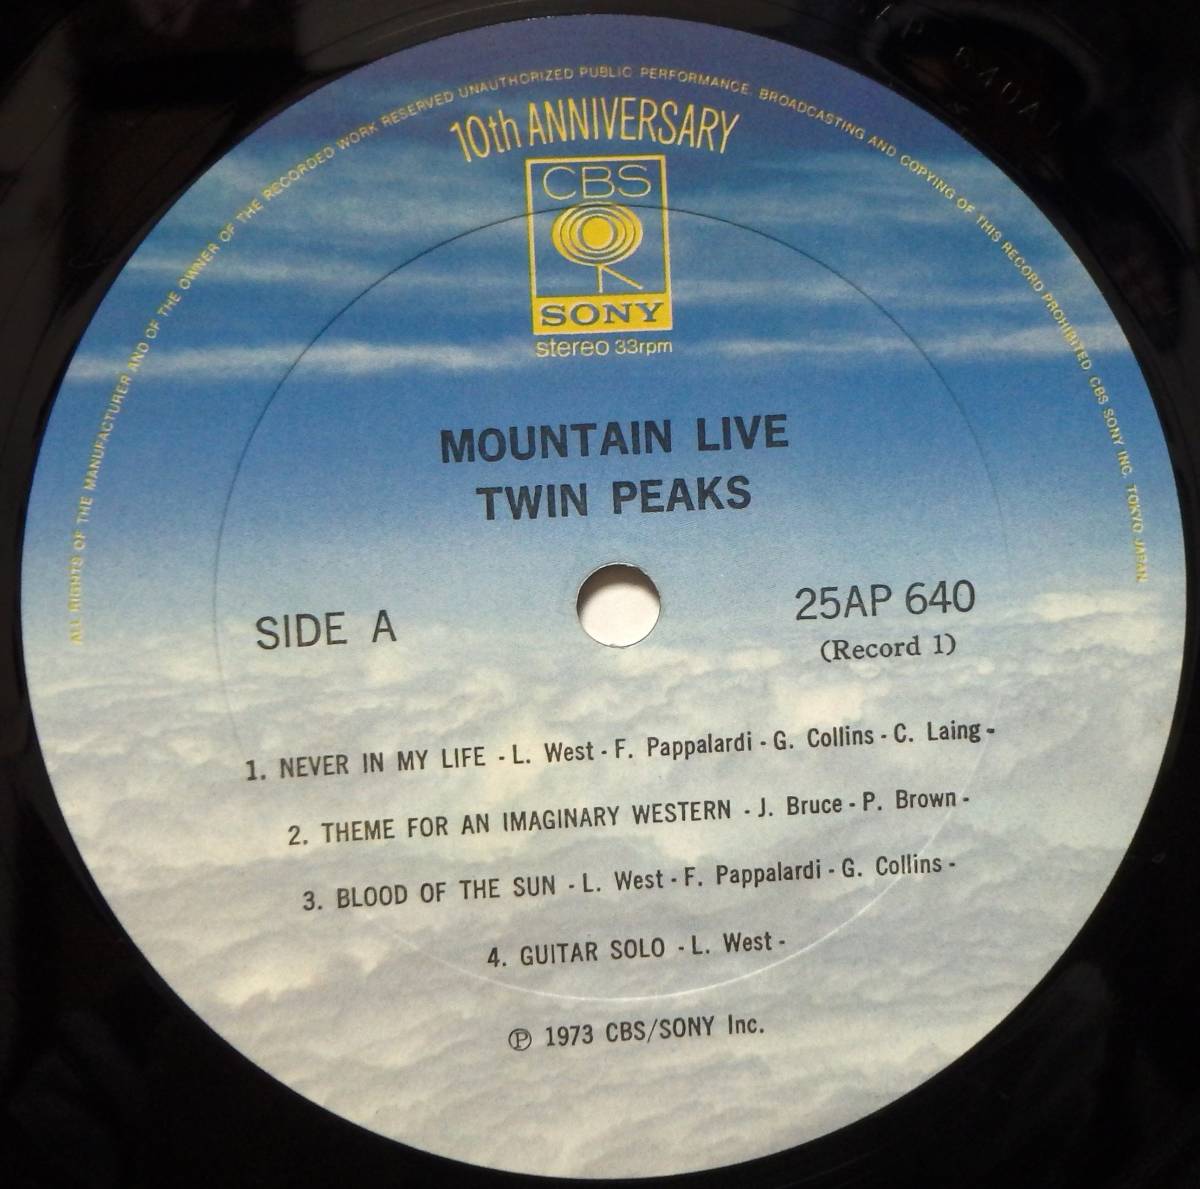 ALL RIGHTS OF THE MANUFACTURER AND OF THE OWNER OF THE RECORDED WORK RESERVED UNAUTHORIZED PUBLIC PERFORMANCE. BROADCASTING AND COPYING OF THIS RECORD PROHIBITED. CBS SONY INC. TOKYO JAPAN
10th ANNIVERSARY
CBS
SONY
stereo 33rpm
MOUNTAIN LIVE
TWIN PEAKS
SIDE A
25AP 640
(Record 1)
1. NEVER IN MY LIFE - L. West - F. Pappalardi - G. Collins - C. Laing -
2. THEME FOR AN IMAGINARY WESTERN - J. Bruce - P. Brown -
3. BLOOD OF THE SUN - L. West - F. Pappalardi - G. Collins -
4. GUITAR SOLO - L. West -
Ⓟ 1973 CBS/SONY Inc.